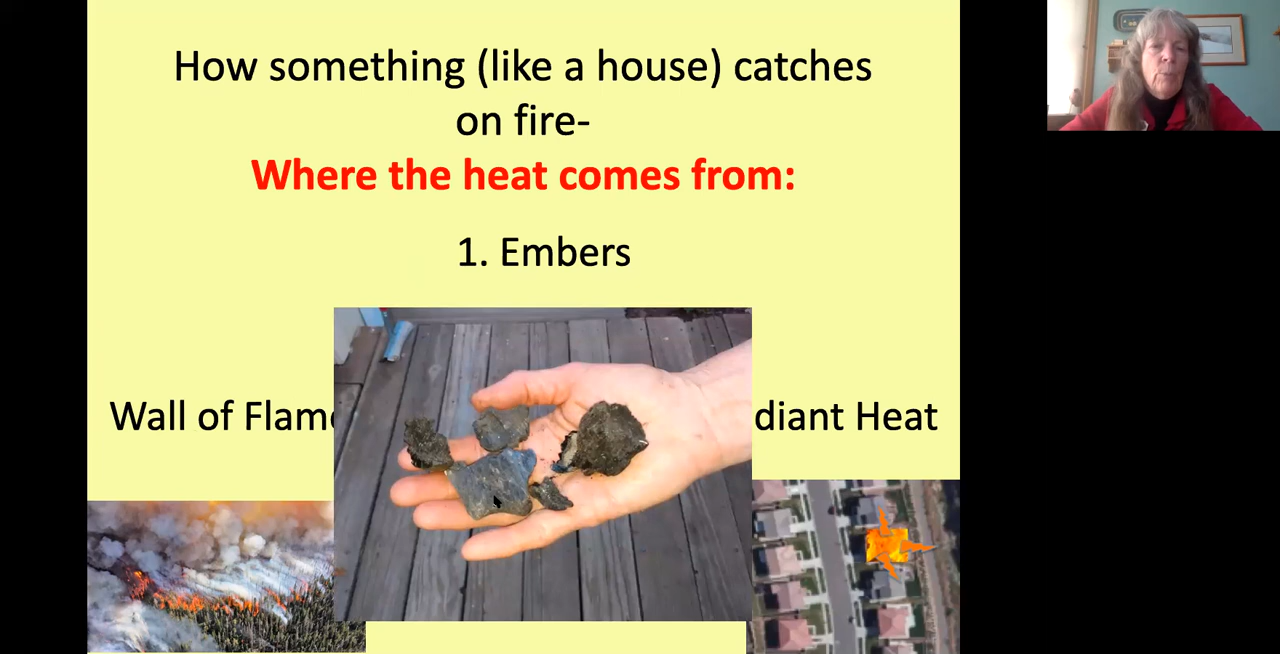 How something (like a house) catches
on fire-
Where the heat comes from:
1. Embers
Wall of Flam
diant Heat